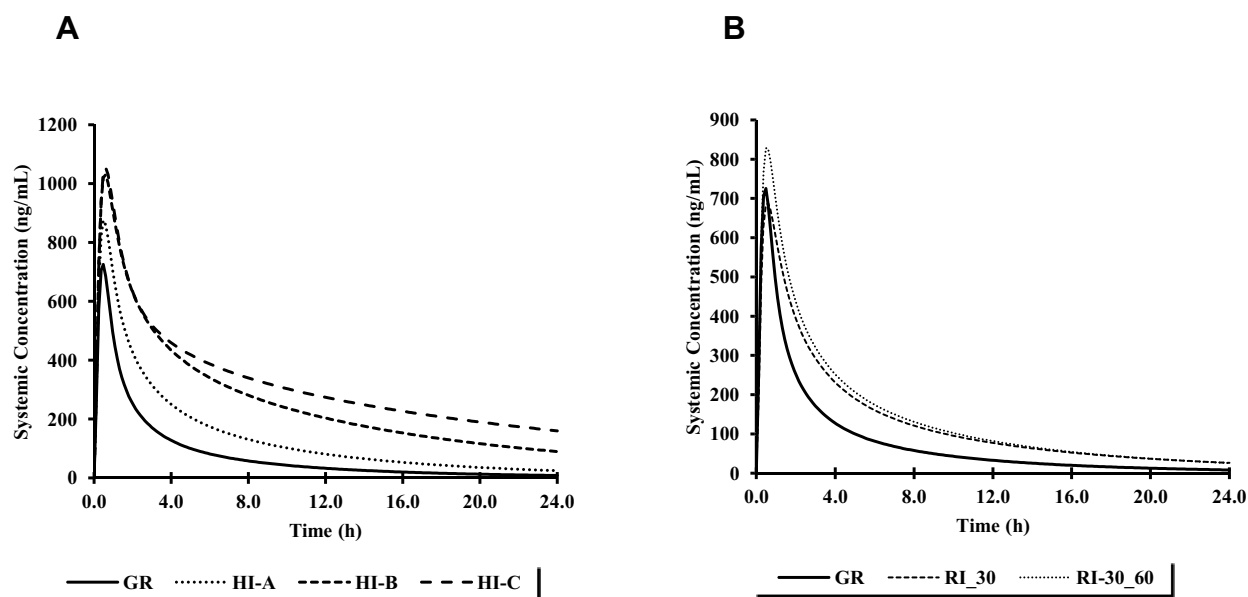 A
B
Systemic Concentration (ng/mL)
1200
1000
800
600
400
200
0
0.0 4.0 8.0 12.0 16.0 20.0 24.0
Time (h)
GR HI-A HI-B HI-C
Systemic Concentration (ng/mL)
900
800
700
600
500
400
300
200
100
0
0.0 4.0 8.0 12.0 16.0 20.0 24.0
Time (h)
GR RI_30 RI-30_60